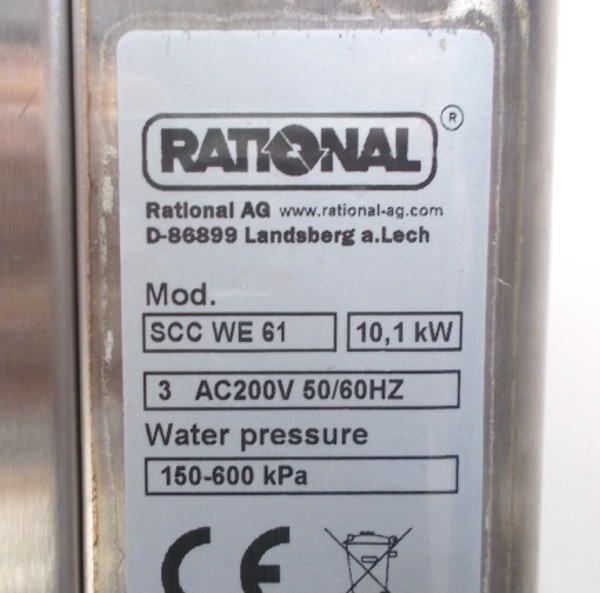 RATIONAL ®
Rational AG www.rational-ag.com
D-86899 Landsberg a.Lech
Mod.
SCC WE 61 10,1 kW
3 AC200V 50/60HZ
Water pressure
150-600 kPa
CE